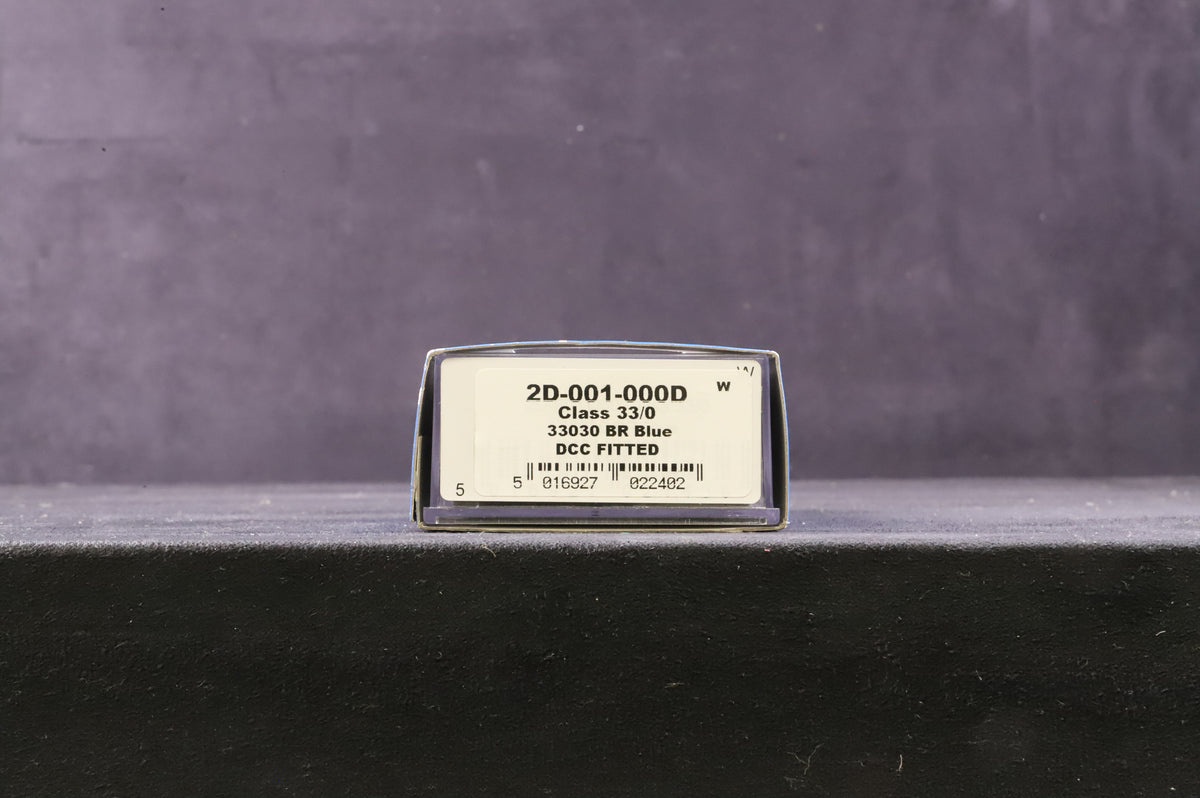 2D-001-000D W
Class 33/0
33030 BR Blue
DCC FITTED
5 5 016927 022402